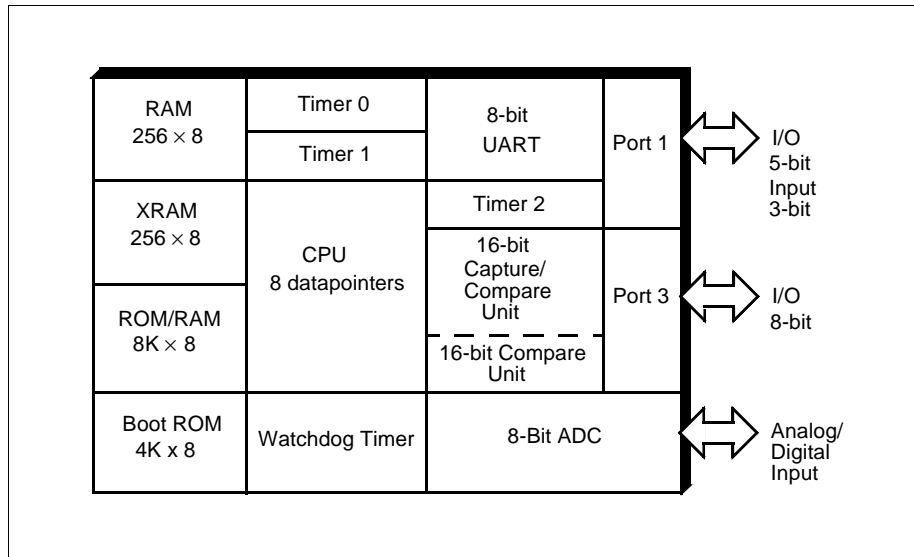 RAM
256 × 8
Timer 0
Timer 1
8-bit
UART
Port 1
I/O
5-bit
Input
3-bit
XRAM
256 × 8
CPU
8 datapointers
Timer 2
16-bit
Capture/
Compare
Unit
Port 3
I/O
8-bit
ROM/RAM
8K × 8
16-bit Compare
Unit
Boot ROM
4K x 8
Watchdog Timer
8-Bit ADC
Analog/
Digital
Input